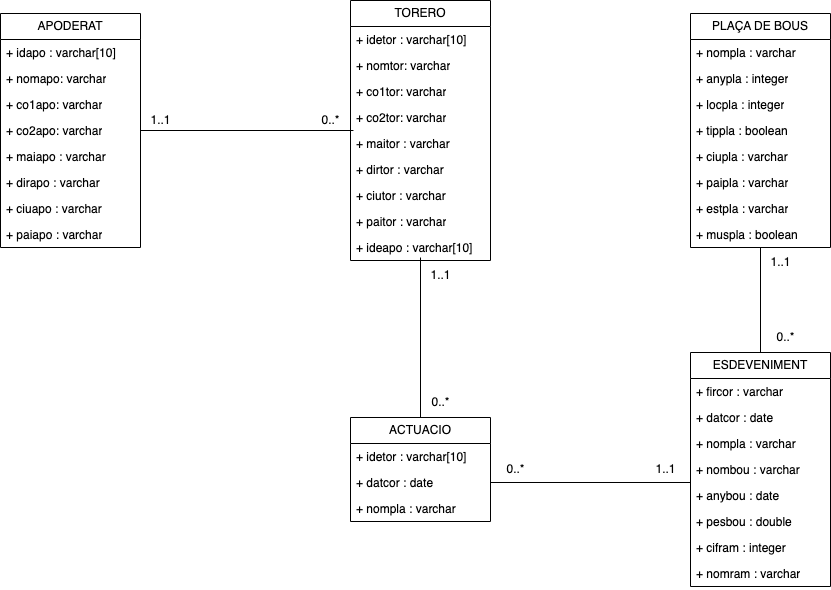 APODERAT
+ idapo : varchar[10]
+ nomapo: varchar
+ co1apo: varchar
+ co2apo: varchar
+ maiapo : varchar
+ dirapo : varchar
+ ciuapo : varchar
+ paiapo : varchar
1..1
0..*
TORERO
+ idetor : varchar[10]
+ nomtor: varchar
+ co1tor: varchar
+ co2tor: varchar
+ maitor : varchar
+ dirtor : varchar
+ ciutor : varchar
+ paitor : varchar
+ ideapo : varchar[10]
1..1
0..*
PLAÇA DE BOUS
+ nompla : varchar
+ anypla : integer
+ locpla : integer
+ tippla : boolean
+ ciupla : varchar
+ paipla : varchar
+ estpla : varchar
+ muspla : boolean
1..1
0..*
ACTUACIO
+ idetor : varchar[10]
+ datcor : date
+ nompla : varchar
0..*
1..1
ESDEVENIMENT
+ fircor : varchar
+ datcor : date
+ nompla : varchar
+ nombou : varchar
+ anybou : date
+ pesbou : double
+ cifram : integer
+ nomram : varchar